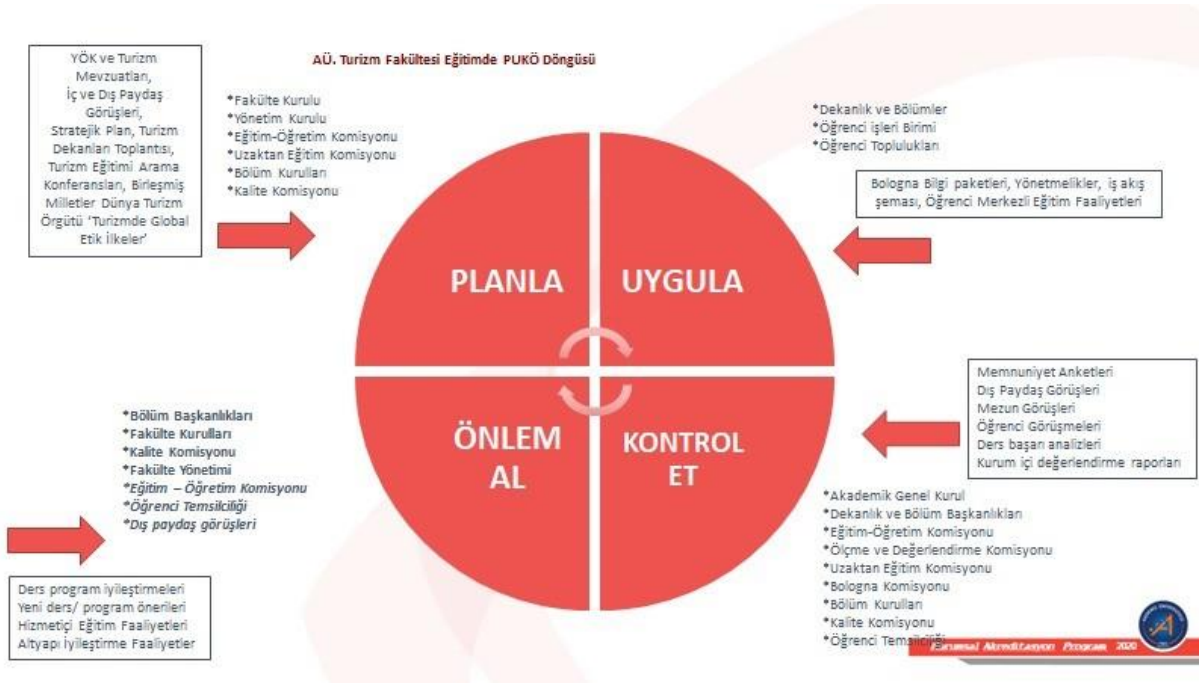 AÜ. Turizm Fakültesi Eğitimde PUKÖ Döngüsü
YÖK ve Turizm
Mevzuatları,
İç ve Dış Paydaş
Görüşleri,
Stratejik Plan, Turizm
Dekanları Toplantısı,
Turizm Eğitimi Arama
Konferansları, Birleşmiş
Milletler Dünya Turizm
Örgütü ‘Turizmde Global
Etik İlkeler’
*Fakülte Kurulu
*Yönetim Kurulu
*Eğitim-Öğretim Komisyonu
*Uzaktan Eğitim Komisyonu
*Bölüm Kurulları
*Kalite Komisyonu
*Dekanlık ve Bölümler
*Öğrenci işleri Birimi
*Öğrenci Toplulukları
Bologna Bilgi paketleri, Yönetmelikler, iş akış
şeması, Öğrenci Merkezli Eğitim Faaliyetleri
PLANLA
UYGULA
ÖNLEM
AL
KONTROL
ET
Memnuniyet Anketleri
Dış Paydaş Görüşleri
Mezun Görüşleri
Öğrenci Görüşmeleri
Ders başarı analizleri
Kurum içi değerlendirme raporları
*Bölüm Başkanlıkları
*Fakülte Kurulları
*Kalite Komisyonu
*Fakülte Yönetimi
*Eğitim – Öğretim Komisyonu
*Öğrenci Temsilciliği
*Dış paydaş görüşleri
Ders program iyileştirmeleri
Yeni ders/ program önerileri
Hizmetiçi Eğitim Faaliyetleri
Altyapı İyileştirme Faaliyetler
*Akademik Genel Kurul
*Dekanlık ve Bölüm Başkanlıkları
*Eğitim-Öğretim Komisyonu
*Ölçme ve Değerlendirme Komisyonu
*Uzaktan Eğitim Komisyonu
*Bologna Komisyonu
*Bölüm Kurulları
*Kalite Komisyonu
*Öğrenci Temsilciliği
Kurumsal Akreditasyon Program 2020